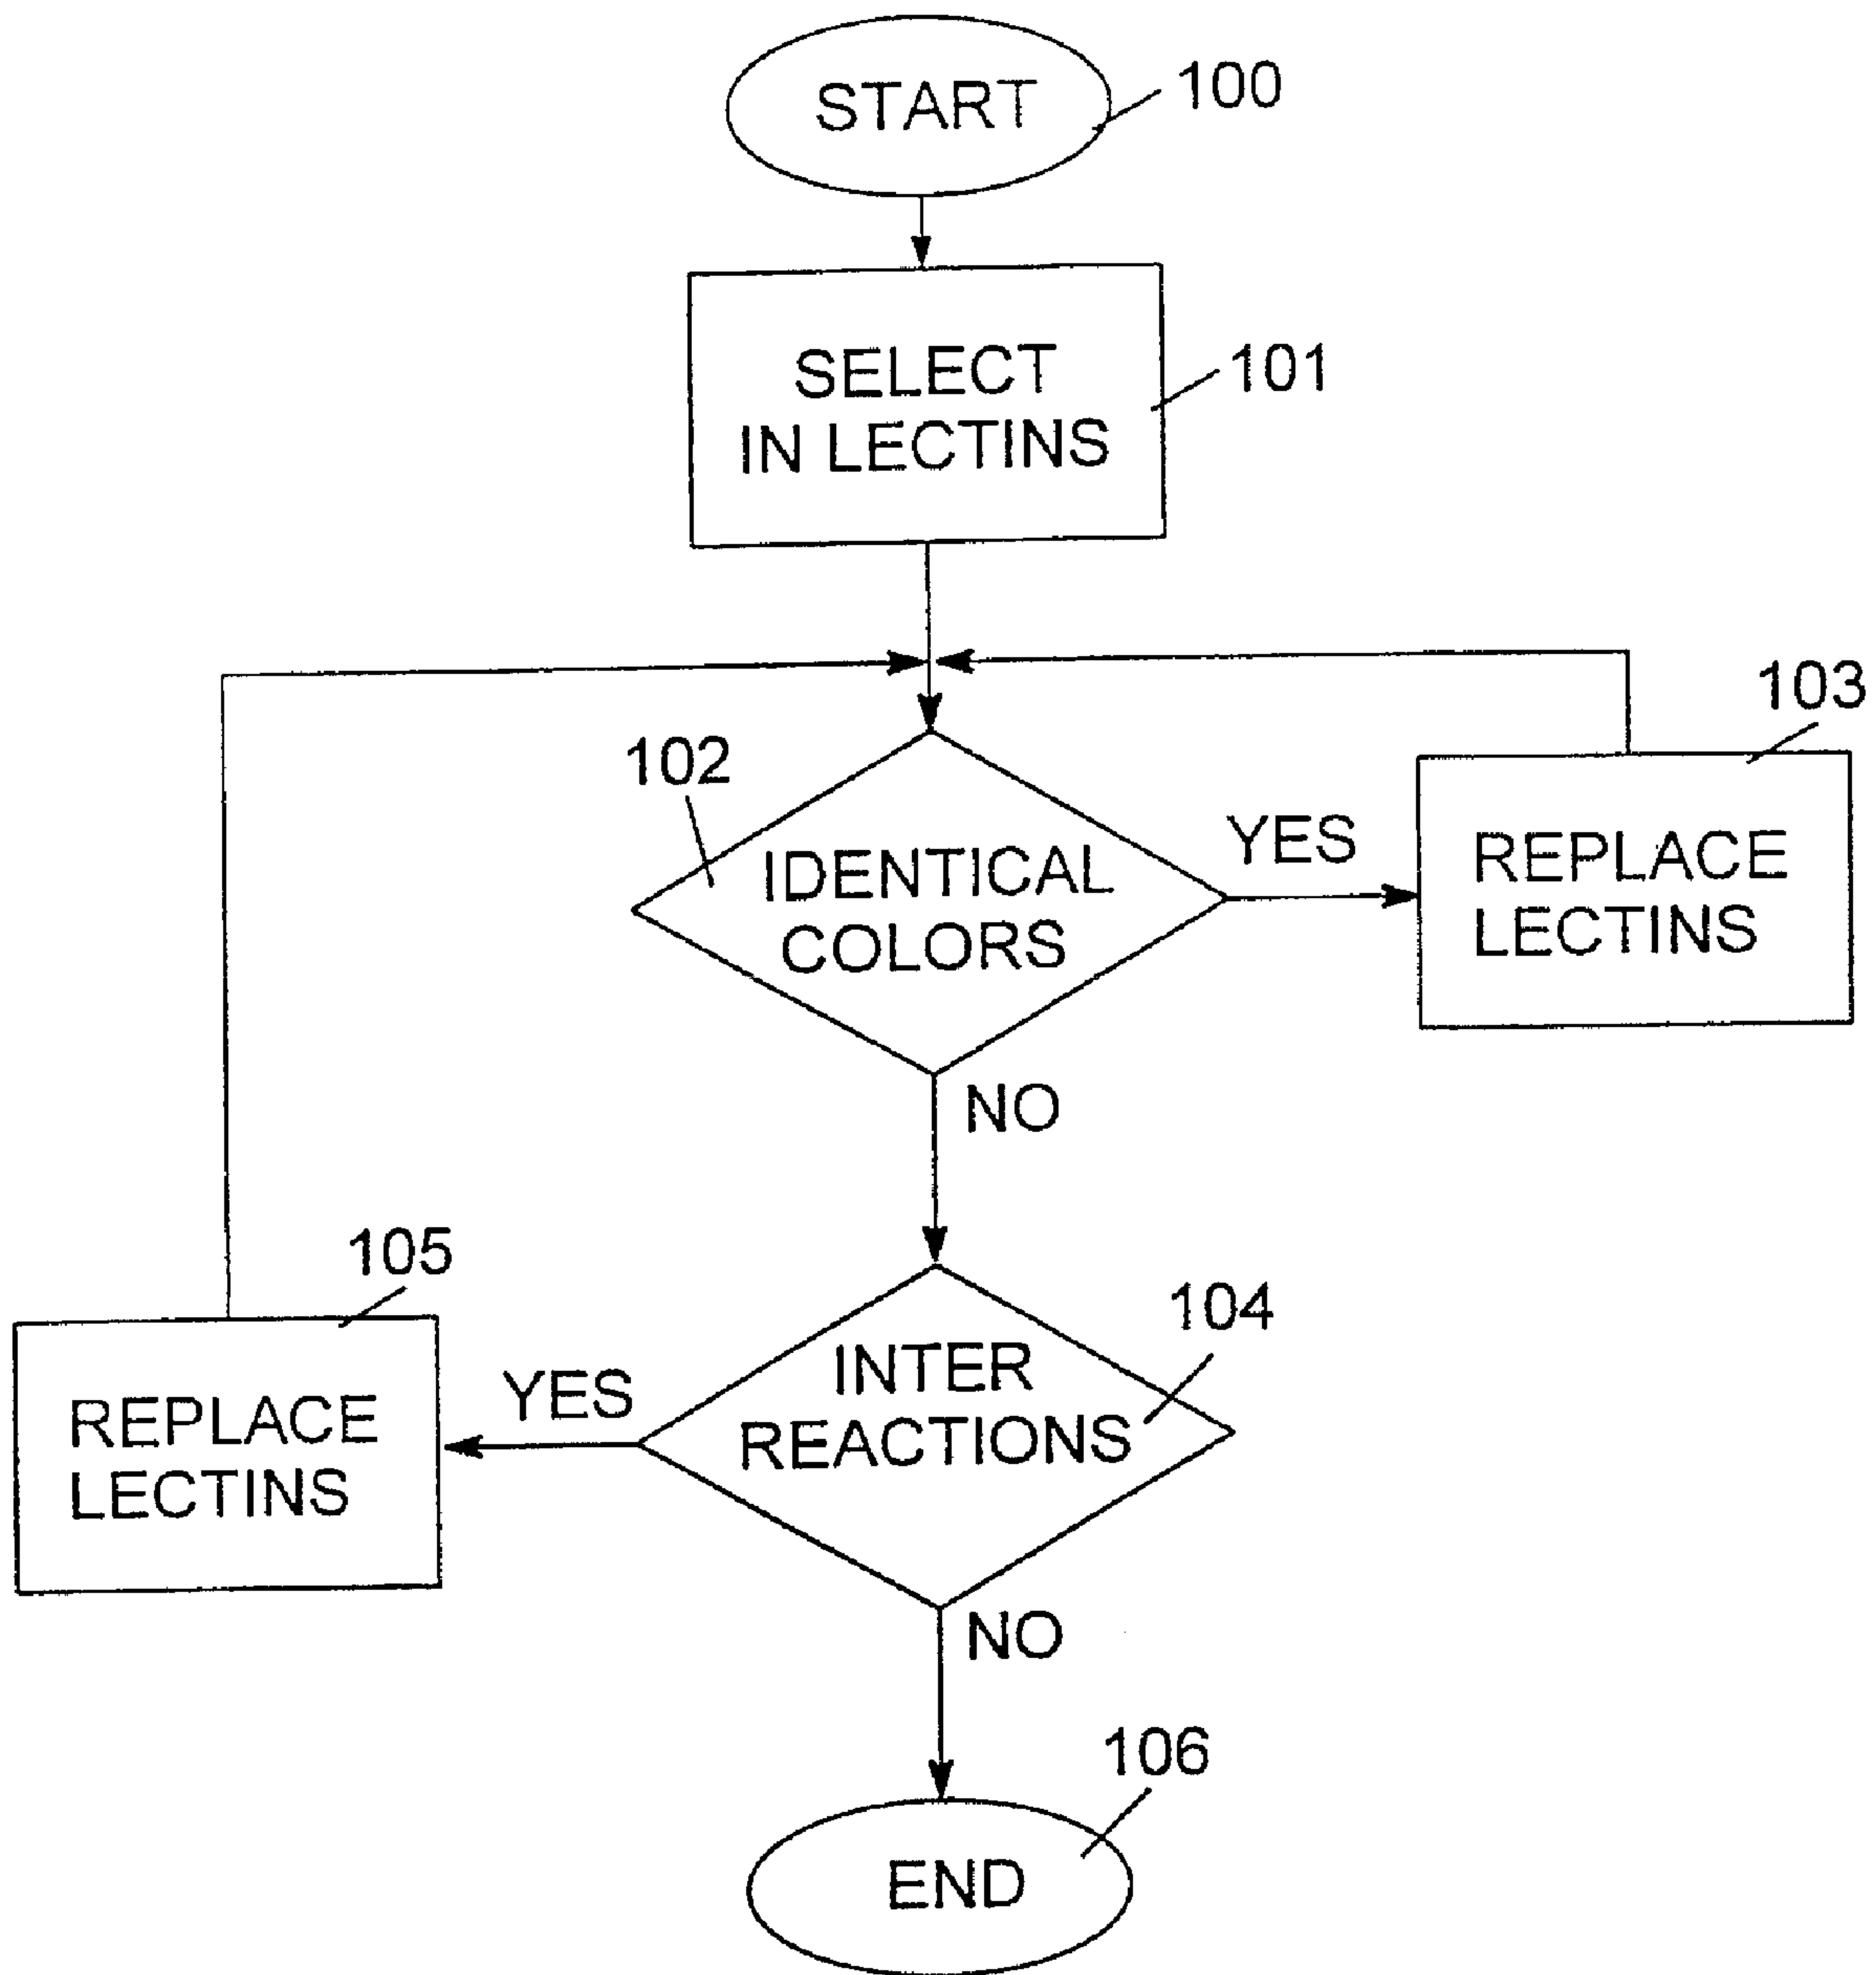 START
100
SELECT
IN LECTINS
101
102
IDENTICAL
COLORS
YES
103
REPLACE
LECTINS
NO
105
REPLACE
LECTINS
YES
INTER
REACTIONS
104
NO
106
END